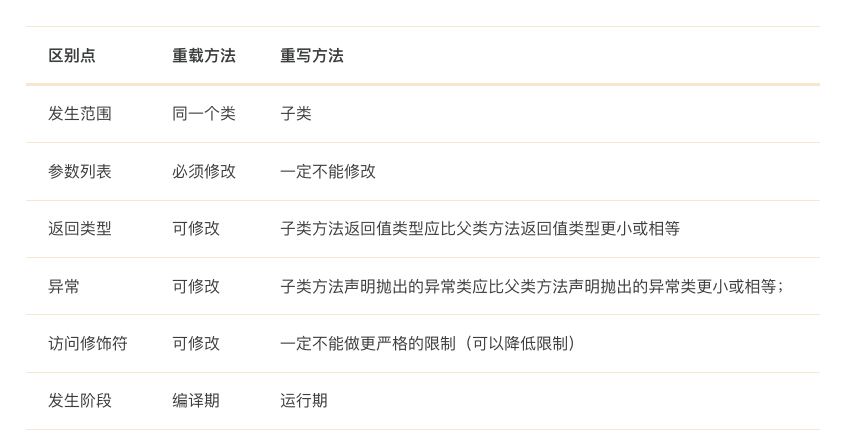 区别点 重载方法 重写方法
发生范围 同一个类 子类
参数列表 必须修改 一定不能修改
返回类型 可修改 子类方法返回值类型应比父类方法返回值类型更小或相等
异常 可修改 子类方法声明抛出的异常类应比父类方法声明抛出的异常类更小或相等；
访问修饰符 可修改 一定不能做更严格的限制（可以降低限制）
发生阶段 编译期 运行期